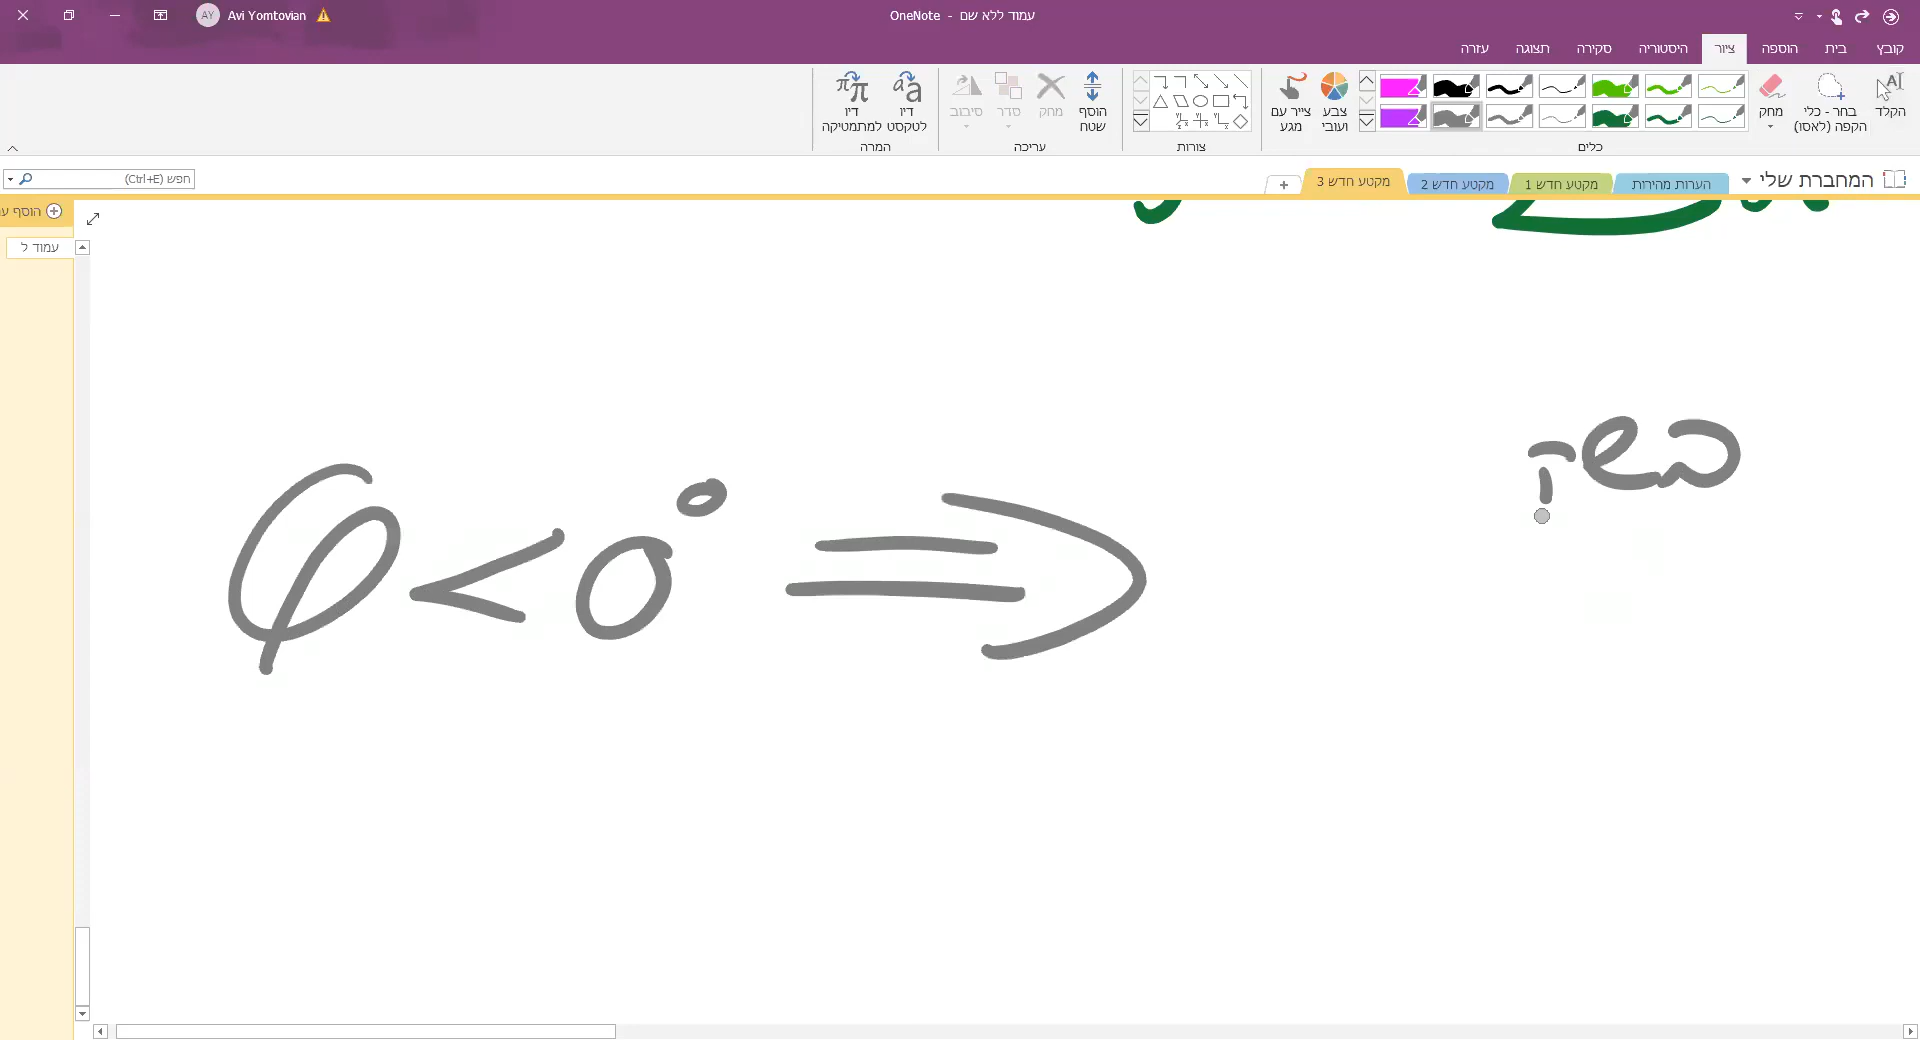 Avi Yomtovian
עמוד ללא שם - OneNote
קובץ בית הוספה ציור היסטוריה סקירה תצוגה עזרה
הקלד
בחר - כלי הקפה (לאסו)
מחק
כלים
צבע ועובי
צייר עם מגע
צורות
הוסף שטח
מחק
סדר
סיבוב
עריכה
דיו לטקסט
דיו למתמטיקה
המרה
המחברת שלי
הערות מהירות
מקטע חדש 1
מקטע חדש 2
מקטע חדש 3
+
חפש (Ctrl+E)
הוסף ע
עמוד ל
φ<0° ⇒